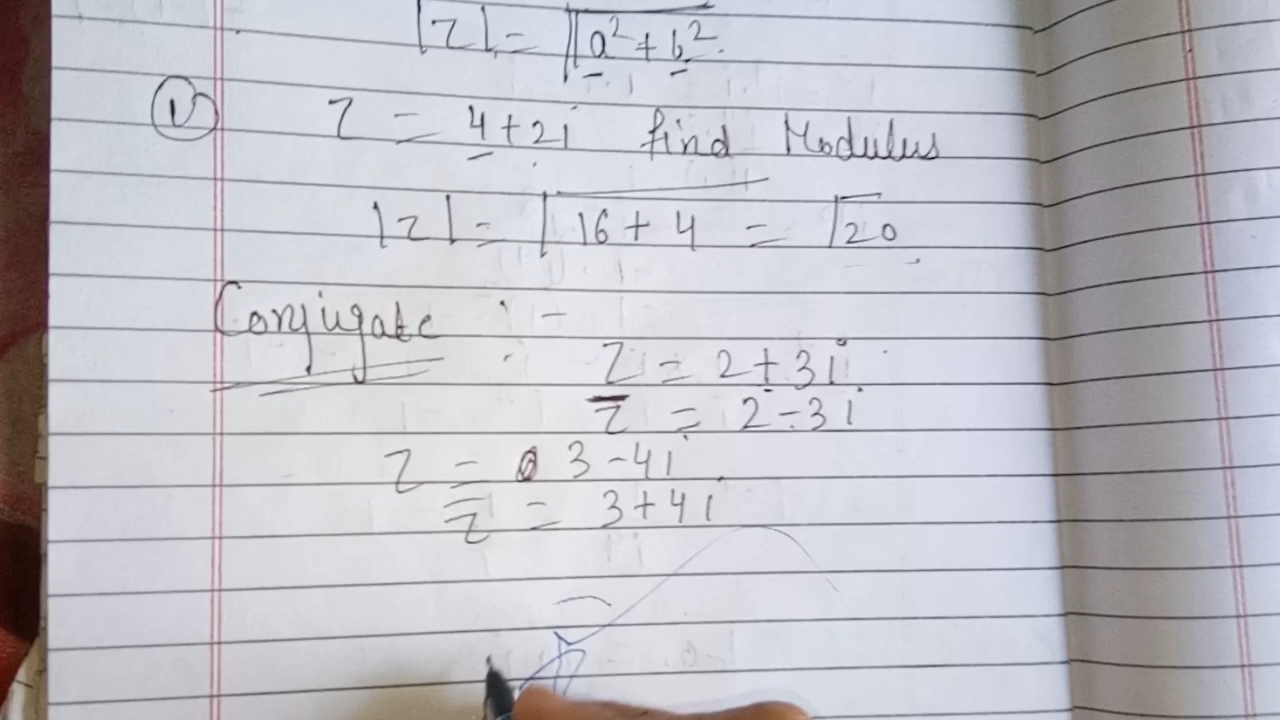 |z| = √a²+b²
① z = 4+2i find Modulus
|z| = √16+4 = √20
Conjugate :-
z = 2+3i
z̅ = 2-3i
z = 3-4i
z̅ = 3+4i